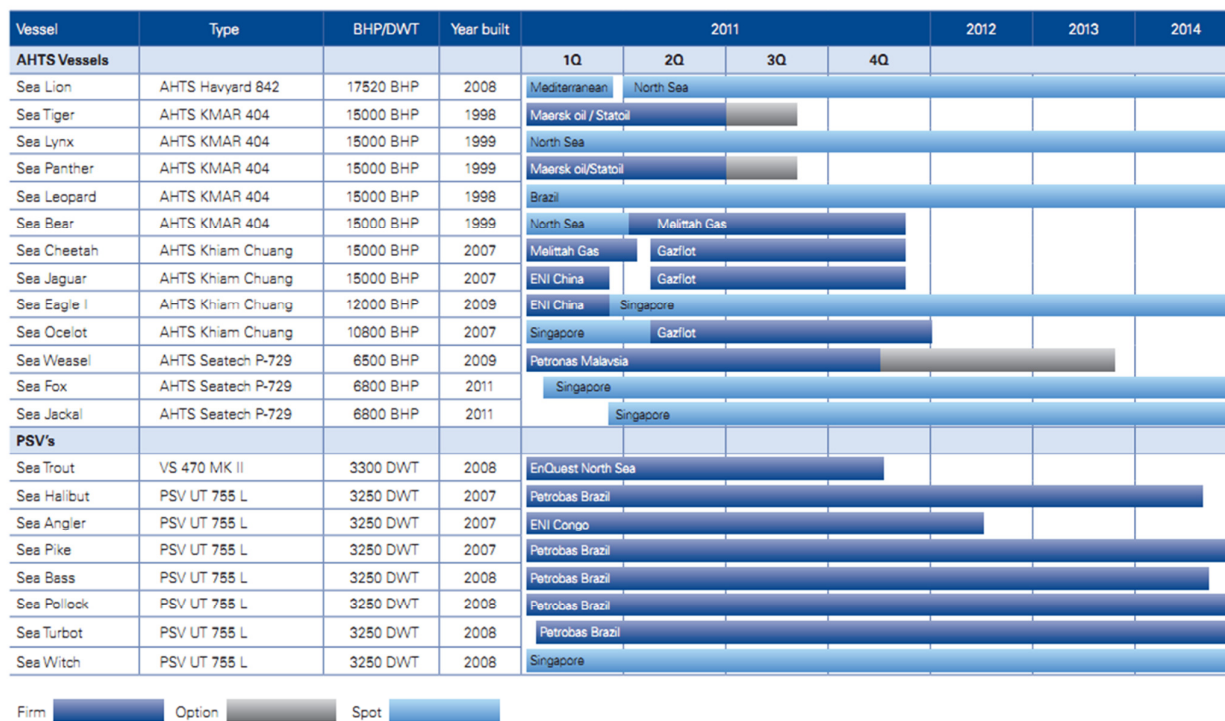 Vessel Type BHP/DWT Year built 2011 2012 2013 2014
AHTS Vessels 1Q 2Q 3Q 4Q
Sea Lion AHTS Havyard 842 17520 BHP 2008 Mediterranean North Sea
Sea Tiger AHTS KMAR 404 15000 BHP 1998 Maersk oil / Statoil
Sea Lynx AHTS KMAR 404 15000 BHP 1999 North Sea
Sea Panther AHTS KMAR 404 15000 BHP 1999 Maersk oil/Statoil
Sea Leopard AHTS KMAR 404 15000 BHP 1998 Brazil
Sea Bear AHTS KMAR 404 15000 BHP 1999 North Sea Melittah Gas
Sea Cheetah AHTS Khiam Chuang 15000 BHP 2007 Melittah Gas Gazflot
Sea Jaguar AHTS Khiam Chuang 15000 BHP 2007 ENI China Gazflot
Sea Eagle I AHTS Khiam Chuang 12000 BHP 2009 ENI China Singapore
Sea Ocelot AHTS Khiam Chuang 10800 BHP 2007 Singapore Gazflot
Sea Weasel AHTS Seatech P-729 6500 BHP 2009 Petronas Malaysia
Sea Fox AHTS Seatech P-729 6800 BHP 2011 Singapore
Sea Jackal AHTS Seatech P-729 6800 BHP 2011 Singapore
PSV's
Sea Trout VS 470 MK II 3300 DWT 2008 EnQuest North Sea
Sea Halibut PSV UT 755 L 3250 DWT 2007 Petrobas Brazil
Sea Angler PSV UT 755 L 3250 DWT 2007 ENI Congo
Sea Pike PSV UT 755 L 3250 DWT 2007 Petrobas Brazil
Sea Bass PSV UT 755 L 3250 DWT 2008 Petrobas Brazil
Sea Pollock PSV UT 755 L 3250 DWT 2008 Petrobas Brazil
Sea Turbot PSV UT 755 L 3250 DWT 2008 Petrobas Brazil
Sea Witch PSV UT 755 L 3250 DWT 2008 Singapore
Firm Option Spot